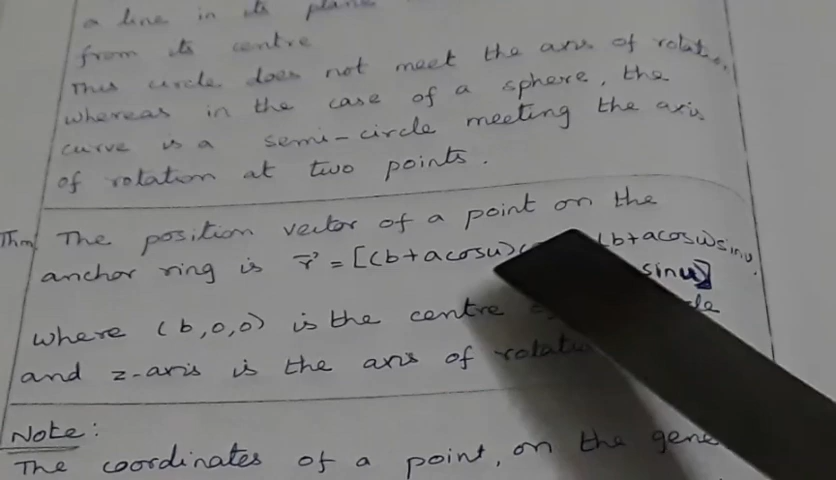 a line in its plane
from its centre
This circle does not meet the axis of rotatio
whereas in the case of a sphere, the
curve is a semi-circle meeting the axis
of rotation at two points.
Thm: The position vector of a point on the
anchor ring is r⃗ = [(b+acosu) (b+acosu)sinv,
sinu]
where (b,0,0) is the centre
and z-axis is the axis of rotati
Note:
The coordinates of a point, on the gene